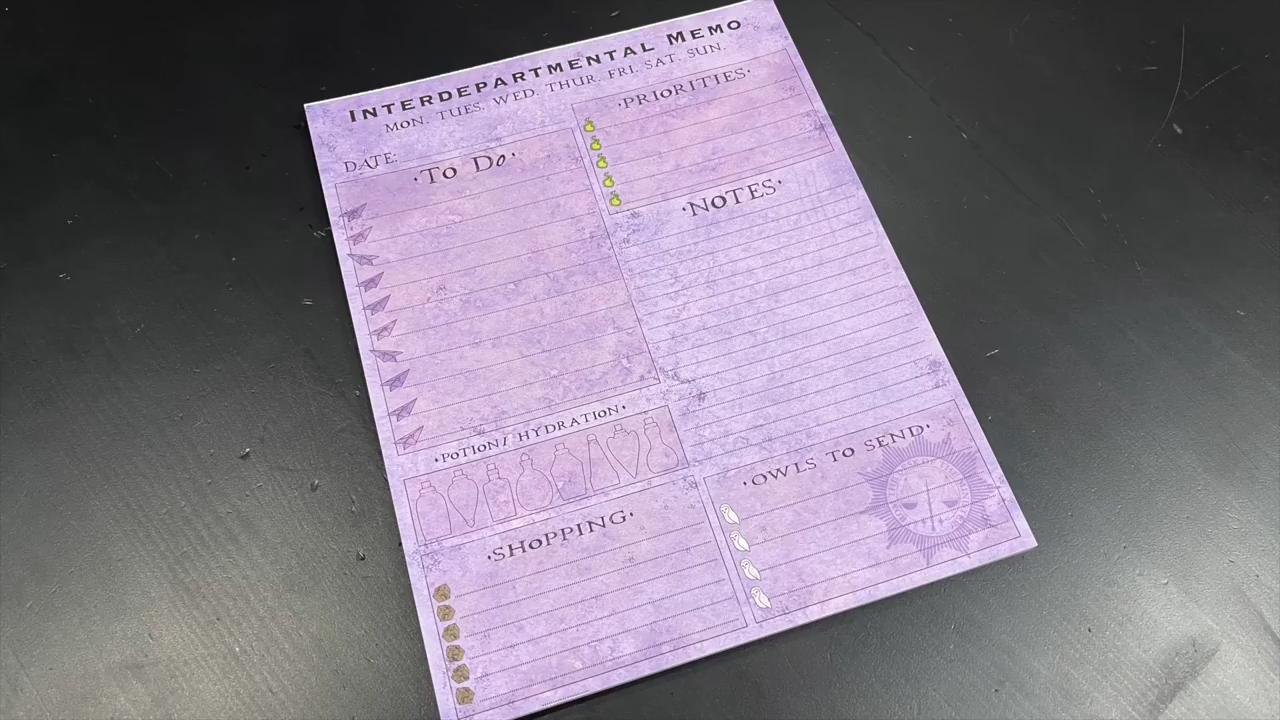 INTERDEPARTMENTAL MEMO
MON. TUES. WED. THUR. FRI. SAT. SUN.
DATE:
·TO DO·
·PRIORITIES·
·NOTES·
·POTION/ HYDRATION·
·SHOPPING·
·OWLS TO SEND·